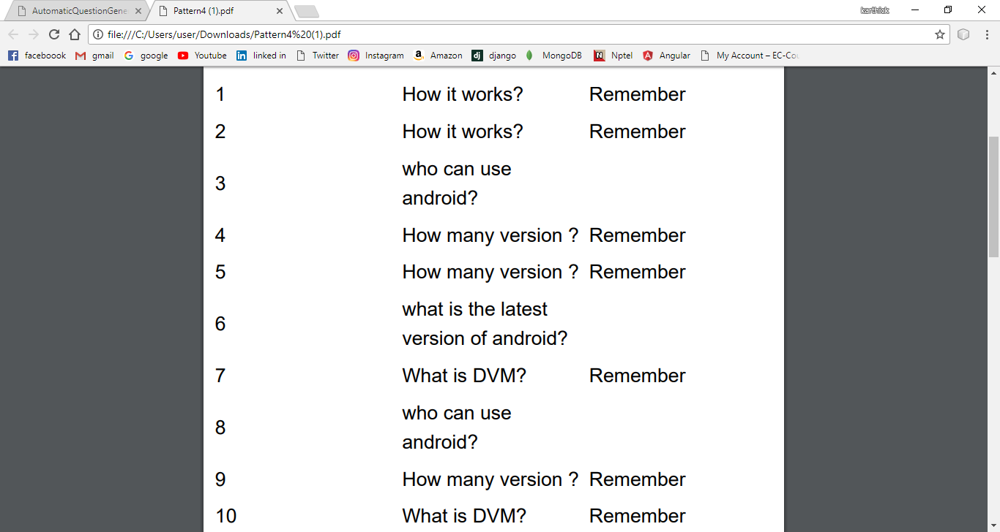 AutomaticQuestionGene
Pattern4 (1).pdf
karthick
file:///C:/Users/user/Downloads/Pattern4%20(1).pdf
faceboook gmail google Youtube linked in Twitter Instagram Amazon django MongoDB Nptel Angular My Account – EC-Cou
1 How it works? Remember
2 How it works? Remember
3 who can use
android?
4 How many version ? Remember
5 How many version ? Remember
6 what is the latest
version of android?
7 What is DVM? Remember
8 who can use
android?
9 How many version ? Remember
10 What is DVM? Remember